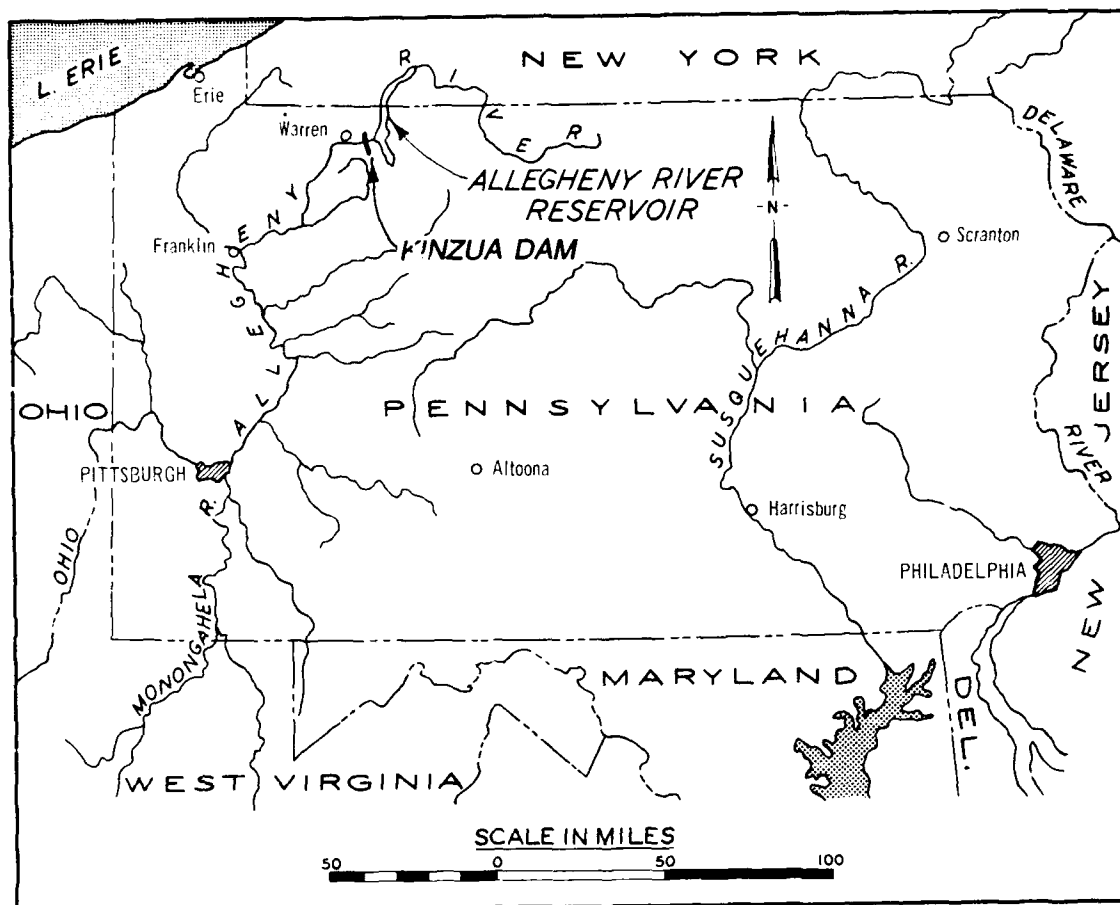 L. ERIE
Erie
NEW YORK
Warren
RIVER
ALLEGHENY RIVER
RESERVOIR
KINZUA DAM
DELAWARE
-N-
Scranton
Franklin
ALLEGHENY
SUSQUEHANNA R.
JERSEY
OHIO
PENNSYLVANIA
PITTSBURGH
Altoona
RIVER
Harrisburg
OHIO
R.
PHILADELPHIA
MONONGAHELA
NEW
MARYLAND
DEL.
WEST VIRGINIA
SCALE IN MILES
50 0 50 100